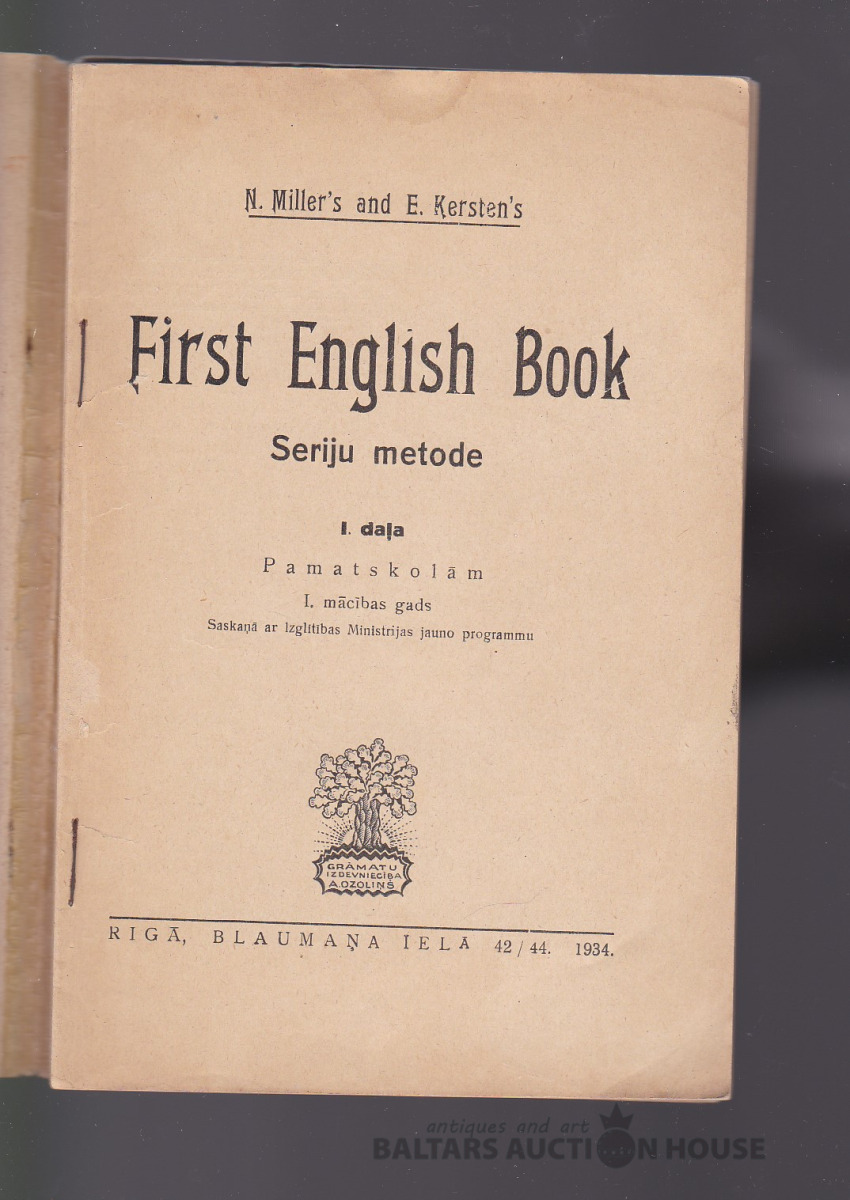 N. Miller's and E. Kersten's
First English Book
Seriju metode
I. daļa
Pamatskolām
I. mācības gads
Saskaņā ar Izglītības Ministrijas jauno programmu
GRĀMATU
IZDEVNIECĪBA
A.OZOLIŅŠ
RIGĀ, BLAUMAŅA IELĀ 42/44. 1934.
antiques and art
BALTARS AUCTION HOUSE